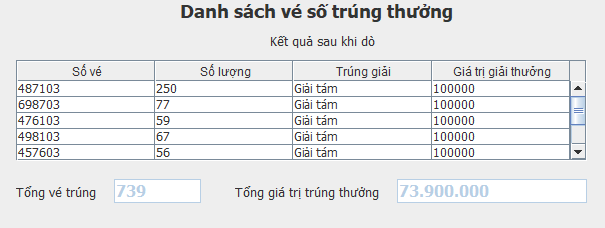 Danh sách vé số trúng thưởng
Kết quả sau khi dò
Số vé Số lượng Trúng giải Giá trị giải thưởng
487103 250 Giải tám 100000
698703 77 Giải tám 100000
476103 59 Giải tám 100000
498103 67 Giải tám 100000
457603 56 Giải tám 100000
Tổng vé trúng 739 Tổng giá trị trúng thưởng 73.900.000